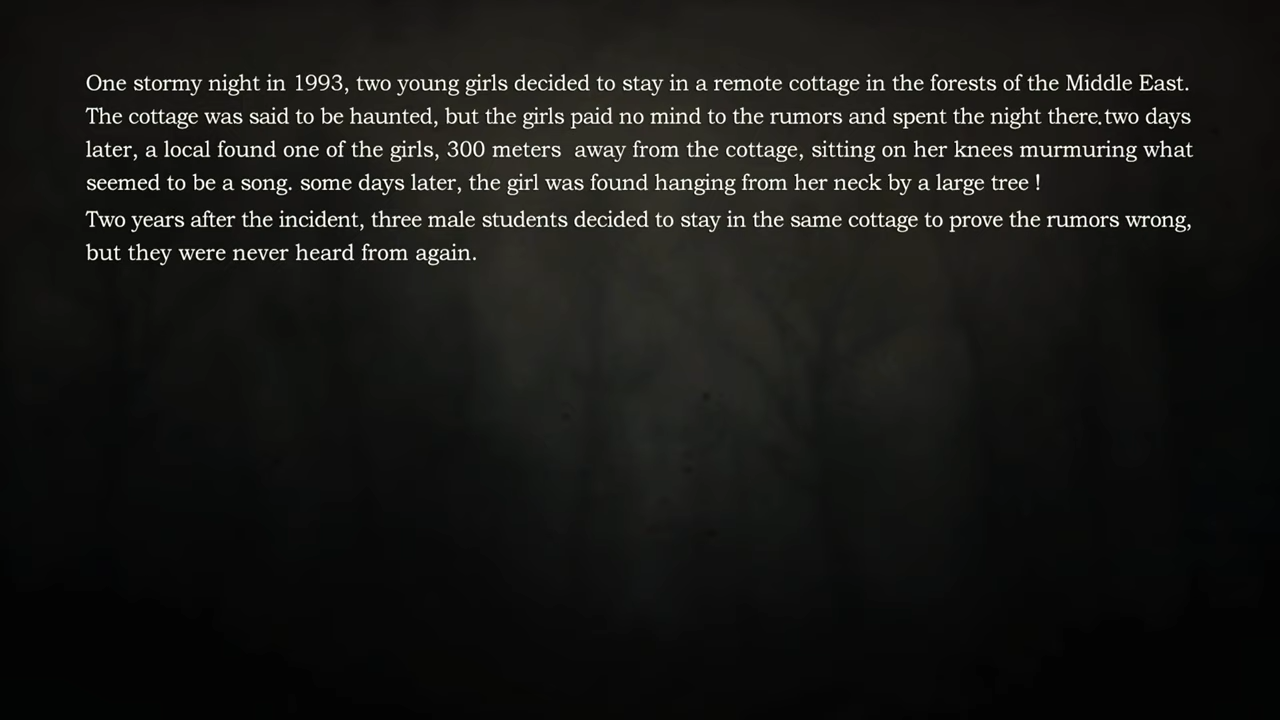 One stormy night in 1993, two young girls decided to stay in a remote cottage in the forests of the Middle East.
The cottage was said to be haunted, but the girls paid no mind to the rumors and spent the night there.two days
later, a local found one of the girls, 300 meters  away from the cottage, sitting on her knees murmuring what
seemed to be a song. some days later, the girl was found hanging from her neck by a large tree !
Two years after the incident, three male students decided to stay in the same cottage to prove the rumors wrong,
but they were never heard from again.